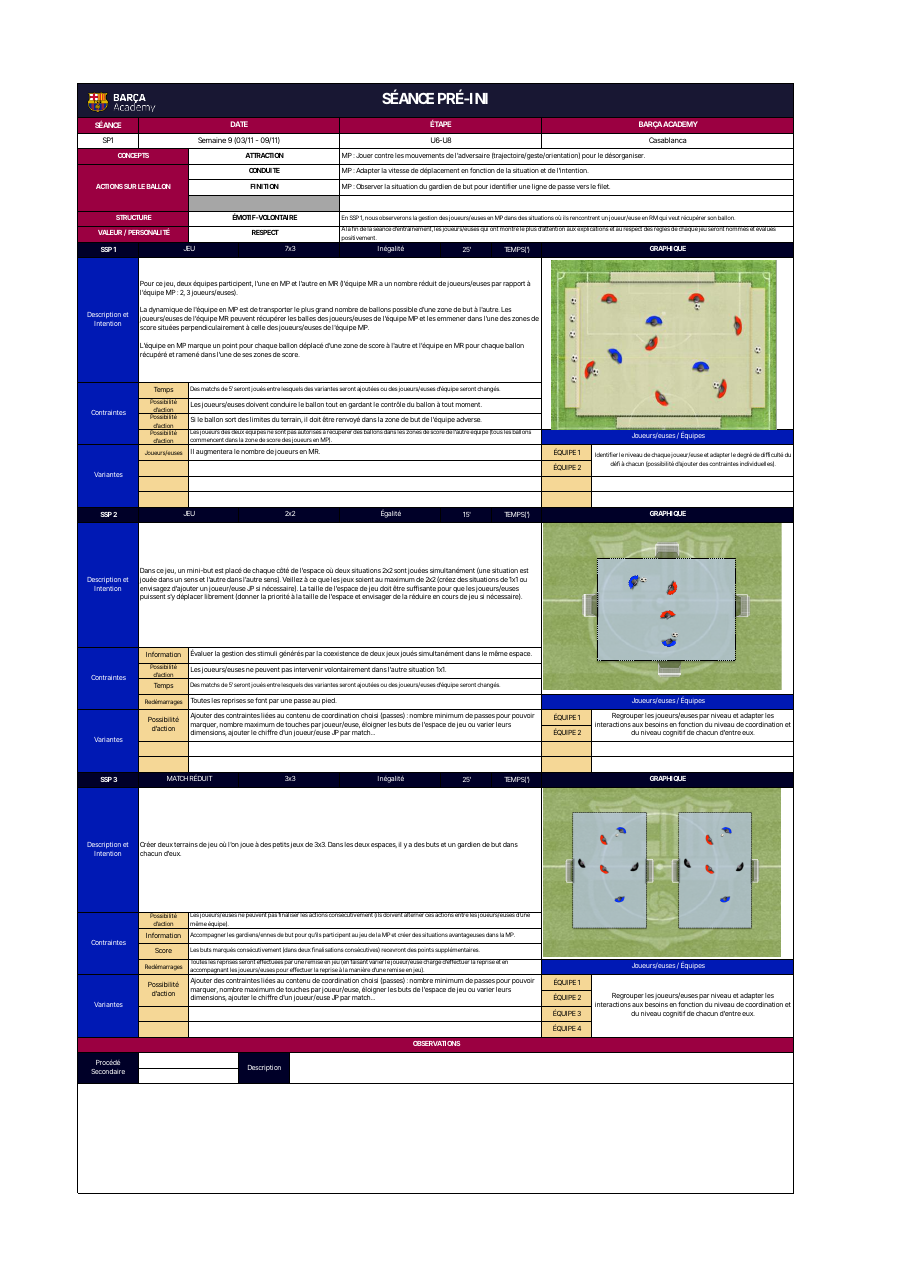 BARÇA
Academy
SÉANCE PRÉ-INI
SÉANCE DATE ÉTAPE BARÇA ACADEMY
SP1 Semaine 9 (03/11 - 09/11) U6-U8 Casablanca
CONCEPTS ATTRACTION MP : Jouer contre les mouvements de l'adversaire (trajectoire/geste/orientation) pour le désorganiser.
ACTIONS SUR LE BALLON
CONDUITE MP : Adapter la vitesse de déplacement en fonction de la situation et de l'intention.
FINITION MP : Observer la situation du gardien de but pour identifier une ligne de passe vers le filet.
STRUCTURE ÉMOTIF-VOLONTAIRE En SSP 1, nous observerons la gestion des joueurs/euses en MP dans des situations où ils rencontrent un joueur/euse en RM qui veut récupérer son ballon.
VALEUR / PERSONALITÉ RESPECT
A la fin de la séance d'entraînement, les joueurs/euses qui ont montré le plus d'attention aux explications et au respect des règles de chaque jeu seront nommés et évalués
positivement.
SSP 1 JEU 7x3 Inégalité 25' TEMPS(') GRAPHIQUE
Description et
Intention
Pour ce jeu, deux équipes participent, l'une en MP et l'autre en MR (l'équipe MR a un nombre réduit de joueurs/euses par rapport à
l'équipe MP : 2, 3 joueurs/euses).
La dynamique de l'équipe en MP est de transporter le plus grand nombre de ballons possible d'une zone de but à l'autre. Les
joueurs/euses de l'équipe MR peuvent récupérer les balles des joueurs/euses de l'équipe MP et les emmener dans l'une des zones de
score situées perpendiculairement à celle des joueurs/euses de l'équipe MP.
L'équipe en MP marque un point pour chaque ballon déplacé d'une zone de score à l'autre et l'équipe en MR pour chaque ballon
récupéré et ramené dans l'une de ses zones de score.
Contraintes
Temps Des matchs de 5' seront joués entre lesquels des variantes seront ajoutées ou des joueurs/euses d'équipe seront changés.
Possibilité
d'action
Les joueurs/euses doivent conduire le ballon tout en gardant le contrôle du ballon à tout moment.
Possibilité
d'action
Si le ballon sort des limites du terrain, il doit être renvoyé dans la zone de but de l'équipe adverse.
Possibilité
d'action
Les joueurs des deux équipes ne sont pas autorisés à récupérer des ballons dans les zones de score de l'autre équipe (tous les ballons
commencent dans la zone de score des joueurs en MP).
Joueurs/euses / Équipes
Variantes
Joueurs/euses Il augmentera le nombre de joueurs en MR.
ÉQUIPE 1
ÉQUIPE 2
Identifier le niveau de chaque joueur/euse et adapter le degré de difficulté du
défi à chacun (possibilité d'ajouter des contraintes individuelles).
SSP 2 JEU 2x2 Égalité 15' TEMPS(') GRAPHIQUE
Description et
Intention
Dans ce jeu, un mini-but est placé de chaque côté de l'espace où deux situations 2x2 sont jouées simultanément (une situation est
jouée dans un sens et l'autre dans l'autre sens). Veillez à ce que les jeux soient au maximum de 2x2 (créez des situations de 1x1 ou
envisagez d'ajouter un joueur/euse JP si nécessaire). La taille de l'espace de jeu doit être suffisante pour que les joueurs/euses
puissent s'y déplacer librement (donner la priorité à la taille de l'espace et envisager de la réduire en cours de jeu si nécessaire).
Contraintes
Information Évaluer la gestion des stimuli générés par la coexistence de deux jeux joués simultanément dans le même espace.
Possibilité
d'action
Les joueurs/euses ne peuvent pas intervenir volontairement dans l'autre situation 1x1.
Temps Des matchs de 5' seront joués entre lesquels des variantes seront ajoutées ou des joueurs/euses d'équipe seront changés.
Redémarrages Toutes les reprises se font par une passe au pied.
Joueurs/euses / Équipes
Variantes
Possibilité
d'action
Ajouter des contraintes liées au contenu de coordination choisi (passes) : nombre minimum de passes pour pouvoir
marquer, nombre maximum de touches par joueur/euse, éloigner les buts de l'espace de jeu ou varier leurs
dimensions, ajouter le chiffre d'un joueur/euse JP par match...
ÉQUIPE 1
ÉQUIPE 2
Regrouper les joueurs/euses par niveau et adapter les
interactions aux besoins en fonction du niveau de coordination et
du niveau cognitif de chacun d'entre eux.
SSP 3 MATCH RÉDUIT 3x3 Inégalité 25' TEMPS(') GRAPHIQUE
Description et
Intention
Créer deux terrains de jeu où l'on joue à des petits jeux de 3x3. Dans les deux espaces, il y a des buts et un gardien de but dans
chacun d'eux.
Contraintes
Possibilité
d'action
Les joueurs/euses ne peuvent pas finaliser les actions consécutivement (ils doivent alterner ces actions entre les joueurs/euses d'une
même équipe).
Information Accompagner les gardiens/ennes de but pour qu'ils participent au jeu de la MP et créer des situations avantageuses dans la MP.
Score Les buts marqués consécutivement (dans deux finalisations consécutives) recevront des points supplémentaires.
Redémarrages
Toutes les reprises seront effectuées par une remise en jeu (en faisant varier le joueur/euse chargé d'effectuer la reprise et en
accompagnant les joueurs/euses pour effectuer la reprise à la manière d'une remise en jeu).
Joueurs/euses / Équipes
Variantes
Possibilité
d'action
Ajouter des contraintes liées au contenu de coordination choisi (passes) : nombre minimum de passes pour pouvoir
marquer, nombre maximum de touches par joueur/euse, éloigner les buts de l'espace de jeu ou varier leurs
dimensions, ajouter le chiffre d'un joueur/euse JP par match...
ÉQUIPE 1
ÉQUIPE 2
ÉQUIPE 3
ÉQUIPE 4
Regrouper les joueurs/euses par niveau et adapter les
interactions aux besoins en fonction du niveau de coordination et
du niveau cognitif de chacun d'entre eux.
OBSERVATIONS
Procédé
Secondaire
Description